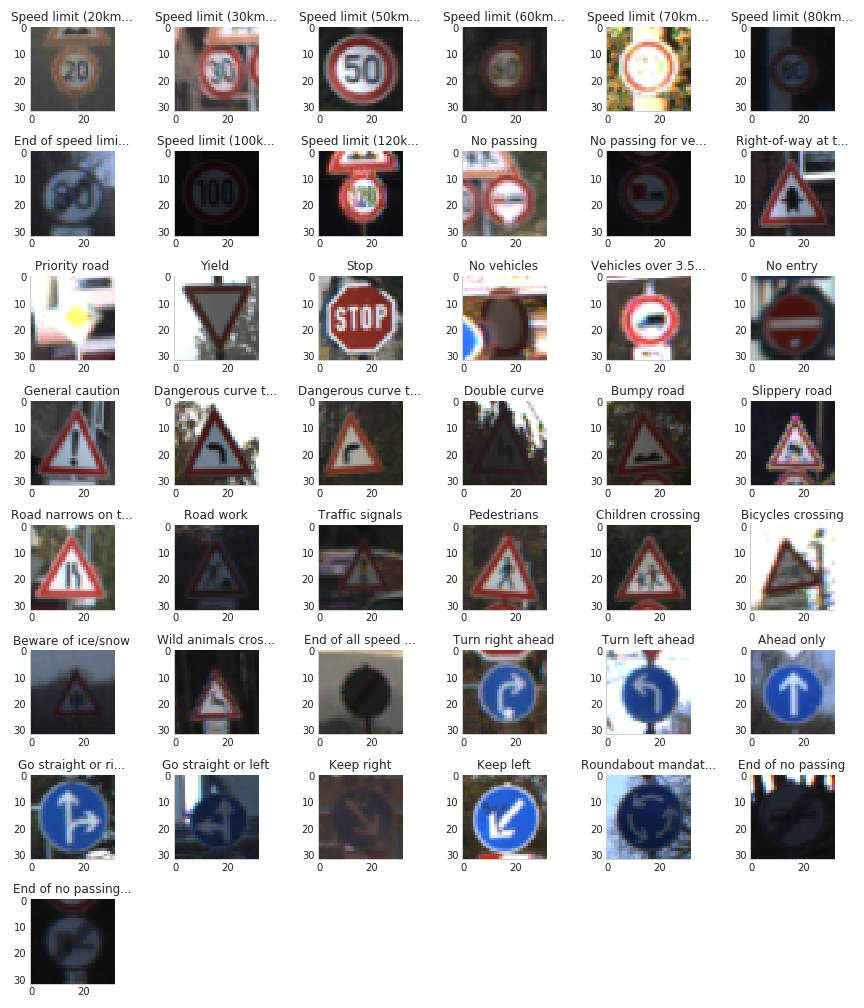 Speed limit (20km... Speed limit (30km... Speed limit (50km... Speed limit (60km... Speed limit (70km... Speed limit (80km...
0 0 0 0 0 0
10 10 10 10 10 10
20 20 20 20 20 20
30 30 30 30 30 30
20 30 50 60 80
0 20 0 20 0 20 0 20 0 20 0 20
End of speed limi... Speed limit (100k... Speed limit (120k... No passing No passing for ve... Right-of-way at t...
0 0 0 0 0 0
10 10 10 10 10 10
20 20 20 20 20 20
30 30 30 30 30 30
80 100 120
0 20 0 20 0 20 0 20 0 20 0 20
Priority road Yield Stop No vehicles Vehicles over 3.5... No entry
0 0 0 0 0 0
10 10 10 10 10 10
20 20 20 20 20 20
30 30 30 30 30 30
STOP
0 20 0 20 0 20 0 20 0 20 0 20
General caution Dangerous curve t... Dangerous curve t... Double curve Bumpy road Slippery road
0 0 0 0 0 0
10 10 10 10 10 10
20 20 20 20 20 20
30 30 30 30 30 30
0 20 0 20 0 20 0 20 0 20 0 20
Road narrows on t... Road work Traffic signals Pedestrians Children crossing Bicycles crossing
0 0 0 0 0 0
10 10 10 10 10 10
20 20 20 20 20 20
30 30 30 30 30 30
0 20 0 20 0 20 0 20 0 20 0 20
Beware of ice/snow Wild animals cros... End of all speed ... Turn right ahead Turn left ahead Ahead only
0 0 0 0 0 0
10 10 10 10 10 10
20 20 20 20 20 20
30 30 30 30 30 30
0 20 0 20 0 20 0 20 0 20 0 20
Go straight or ri... Go straight or left Keep right Keep left Roundabout mandat... End of no passing
0 0 0 0 0 0
10 10 10 10 10 10
20 20 20 20 20 20
30 30 30 30 30 30
0 20 0 20 0 20 0 20 0 20 0 20
End of no passing...
0
10
20
30
0 20